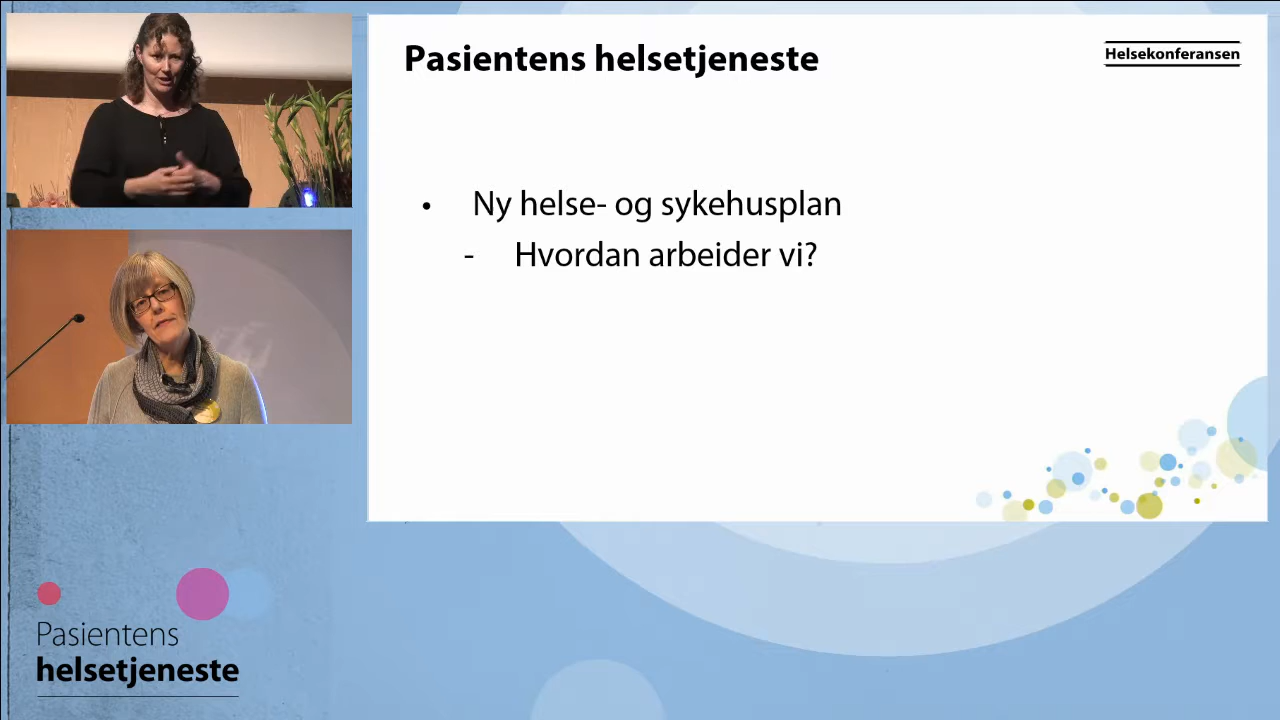 Pasientens helsetjeneste
Helsekonferansen
• Ny helse- og sykehusplan
- Hvordan arbeider vi?
Pasientens
helsetjeneste